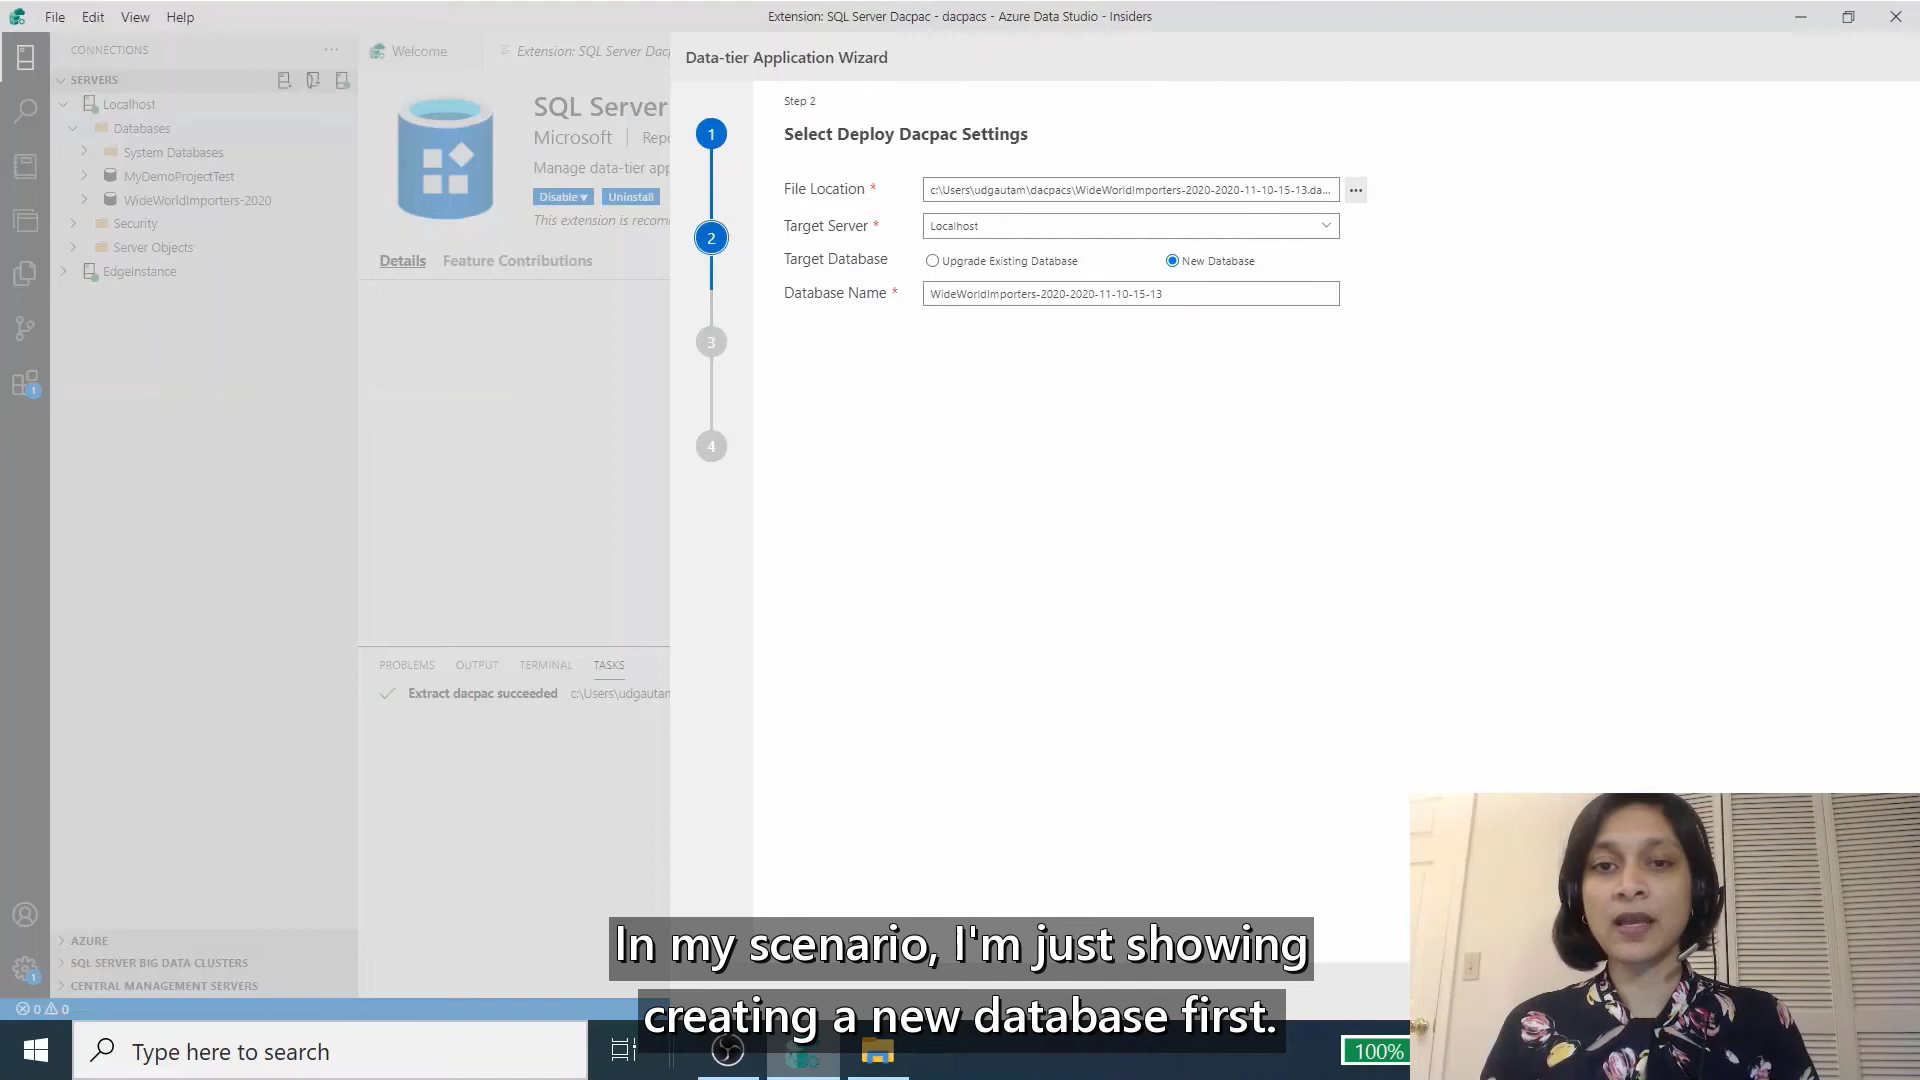 File Edit View Help
Extension: SQL Server Dacpac - dacpacs - Azure Data Studio - Insiders
CONNECTIONS
SERVERS
Localhost
Databases
System Databases
MyDemoProjectTest
WideWorldImporters-2020
Security
Server Objects
EdgeInstance
AZURE
SQL SERVER BIG DATA CLUSTERS
CENTRAL MANAGEMENT SERVERS
1
1
0 0
Welcome
Extension: SQL Server Dac
SQL Server
Microsoft
Repo
Manage data-tier app
Disable
Uninstall
This extension is recom
Details
Feature Contributions
PROBLEMS OUTPUT TERMINAL TASKS
Extract dacpac succeeded c:\Users\udgautam
Data-tier Application Wizard
1
2
3
4
Step 2
Select Deploy Dacpac Settings
File Location * c:\Users\udgautam\dacpacs\WideWorldImporters-2020-2020-11-10-15-13.da...
Target Server * Localhost
Target Database Upgrade Existing Database New Database
Database Name * WideWorldImporters-2020-2020-11-10-15-13
In my scenario, I'm just showing
creating a new database first.
Type here to search
100%